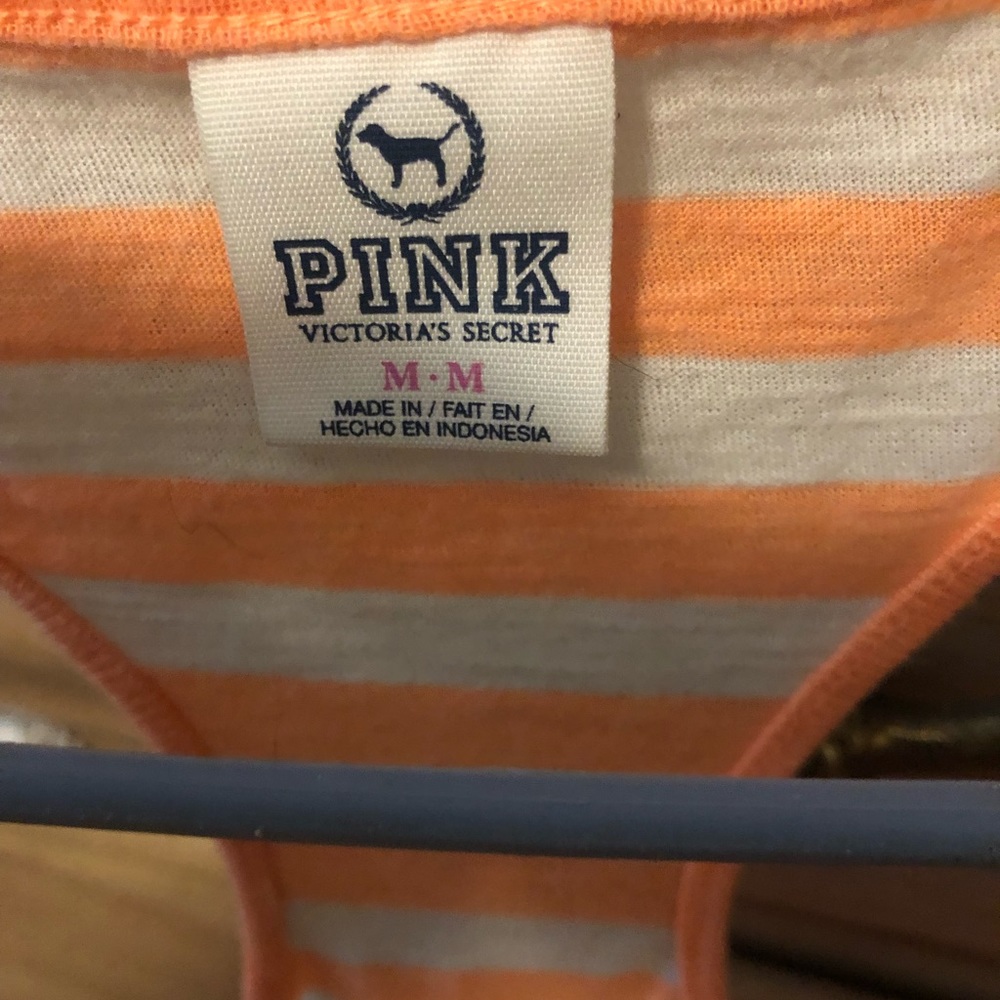 PINK
VICTORIA'S SECRET
M·M
MADE IN / FAIT EN /
HECHO EN INDONESIA